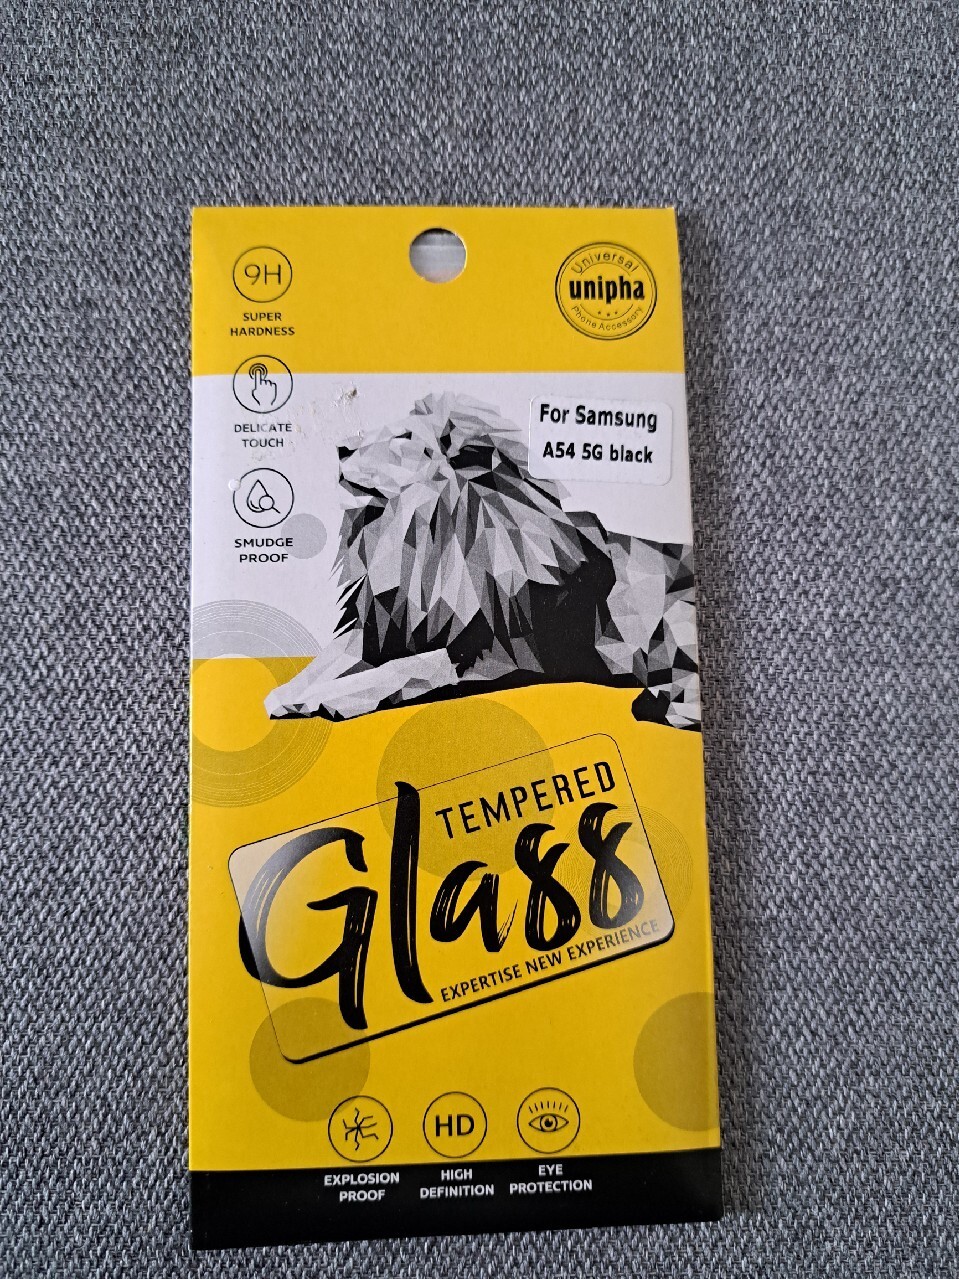 9H
SUPER
HARDNESS
Universal
unipha
Phone Accessory
DELICATE
TOUCH
For Samsung
A54 5G black
SMUDGE
PROOF
TEMPERED
Glass
EXPERTISE NEW EXPERIENCE
EXPLOSION
PROOF
HD
HIGH
DEFINITION
EYE
PROTECTION